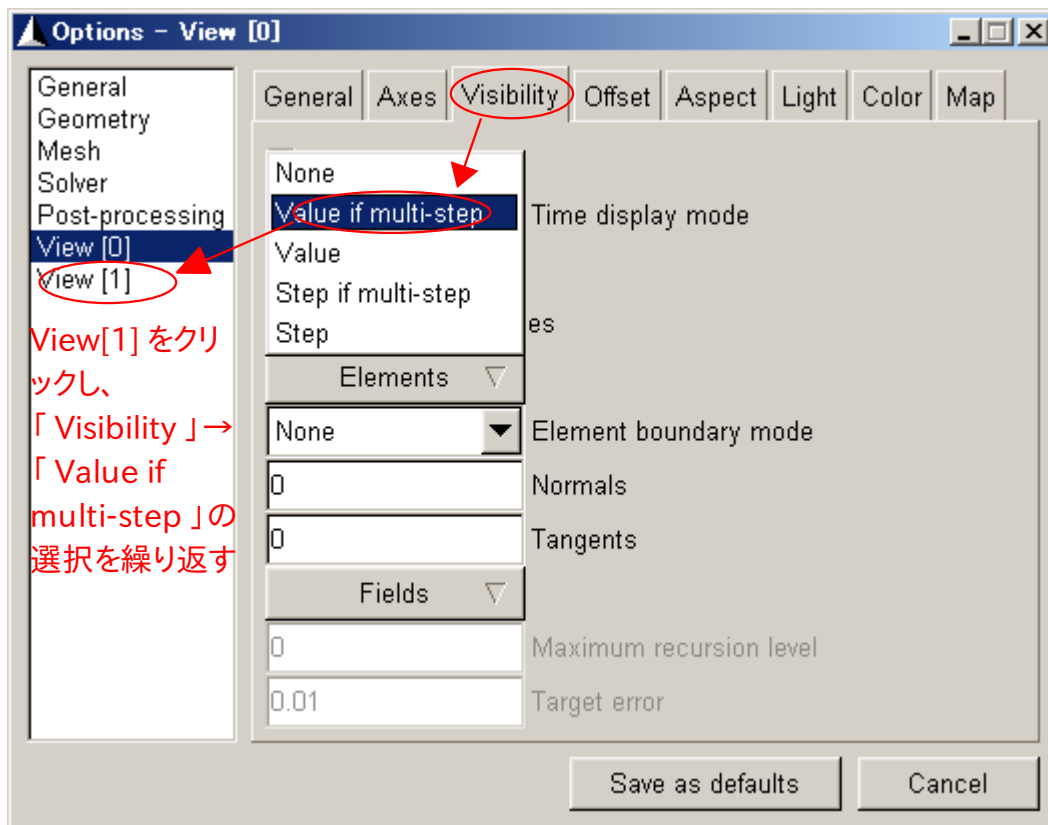 Options - View [0]
General
Geometry
Mesh
Solver
Post-processing
View [0]
View [1]
View[1] をクリ
ックし、
「 Visibility 」→
「 Value if
multi-step 」の
選択を繰り返す
General Axes Visibility Offset Aspect Light Color Map
None
Value if multi-step
Value
Step if multi-step
Step
Time display mode
es
Elements
None Element boundary mode
0 Normals
0 Tangents
Fields
0 Maximum recursion level
0.01 Target error
Save as defaults Cancel